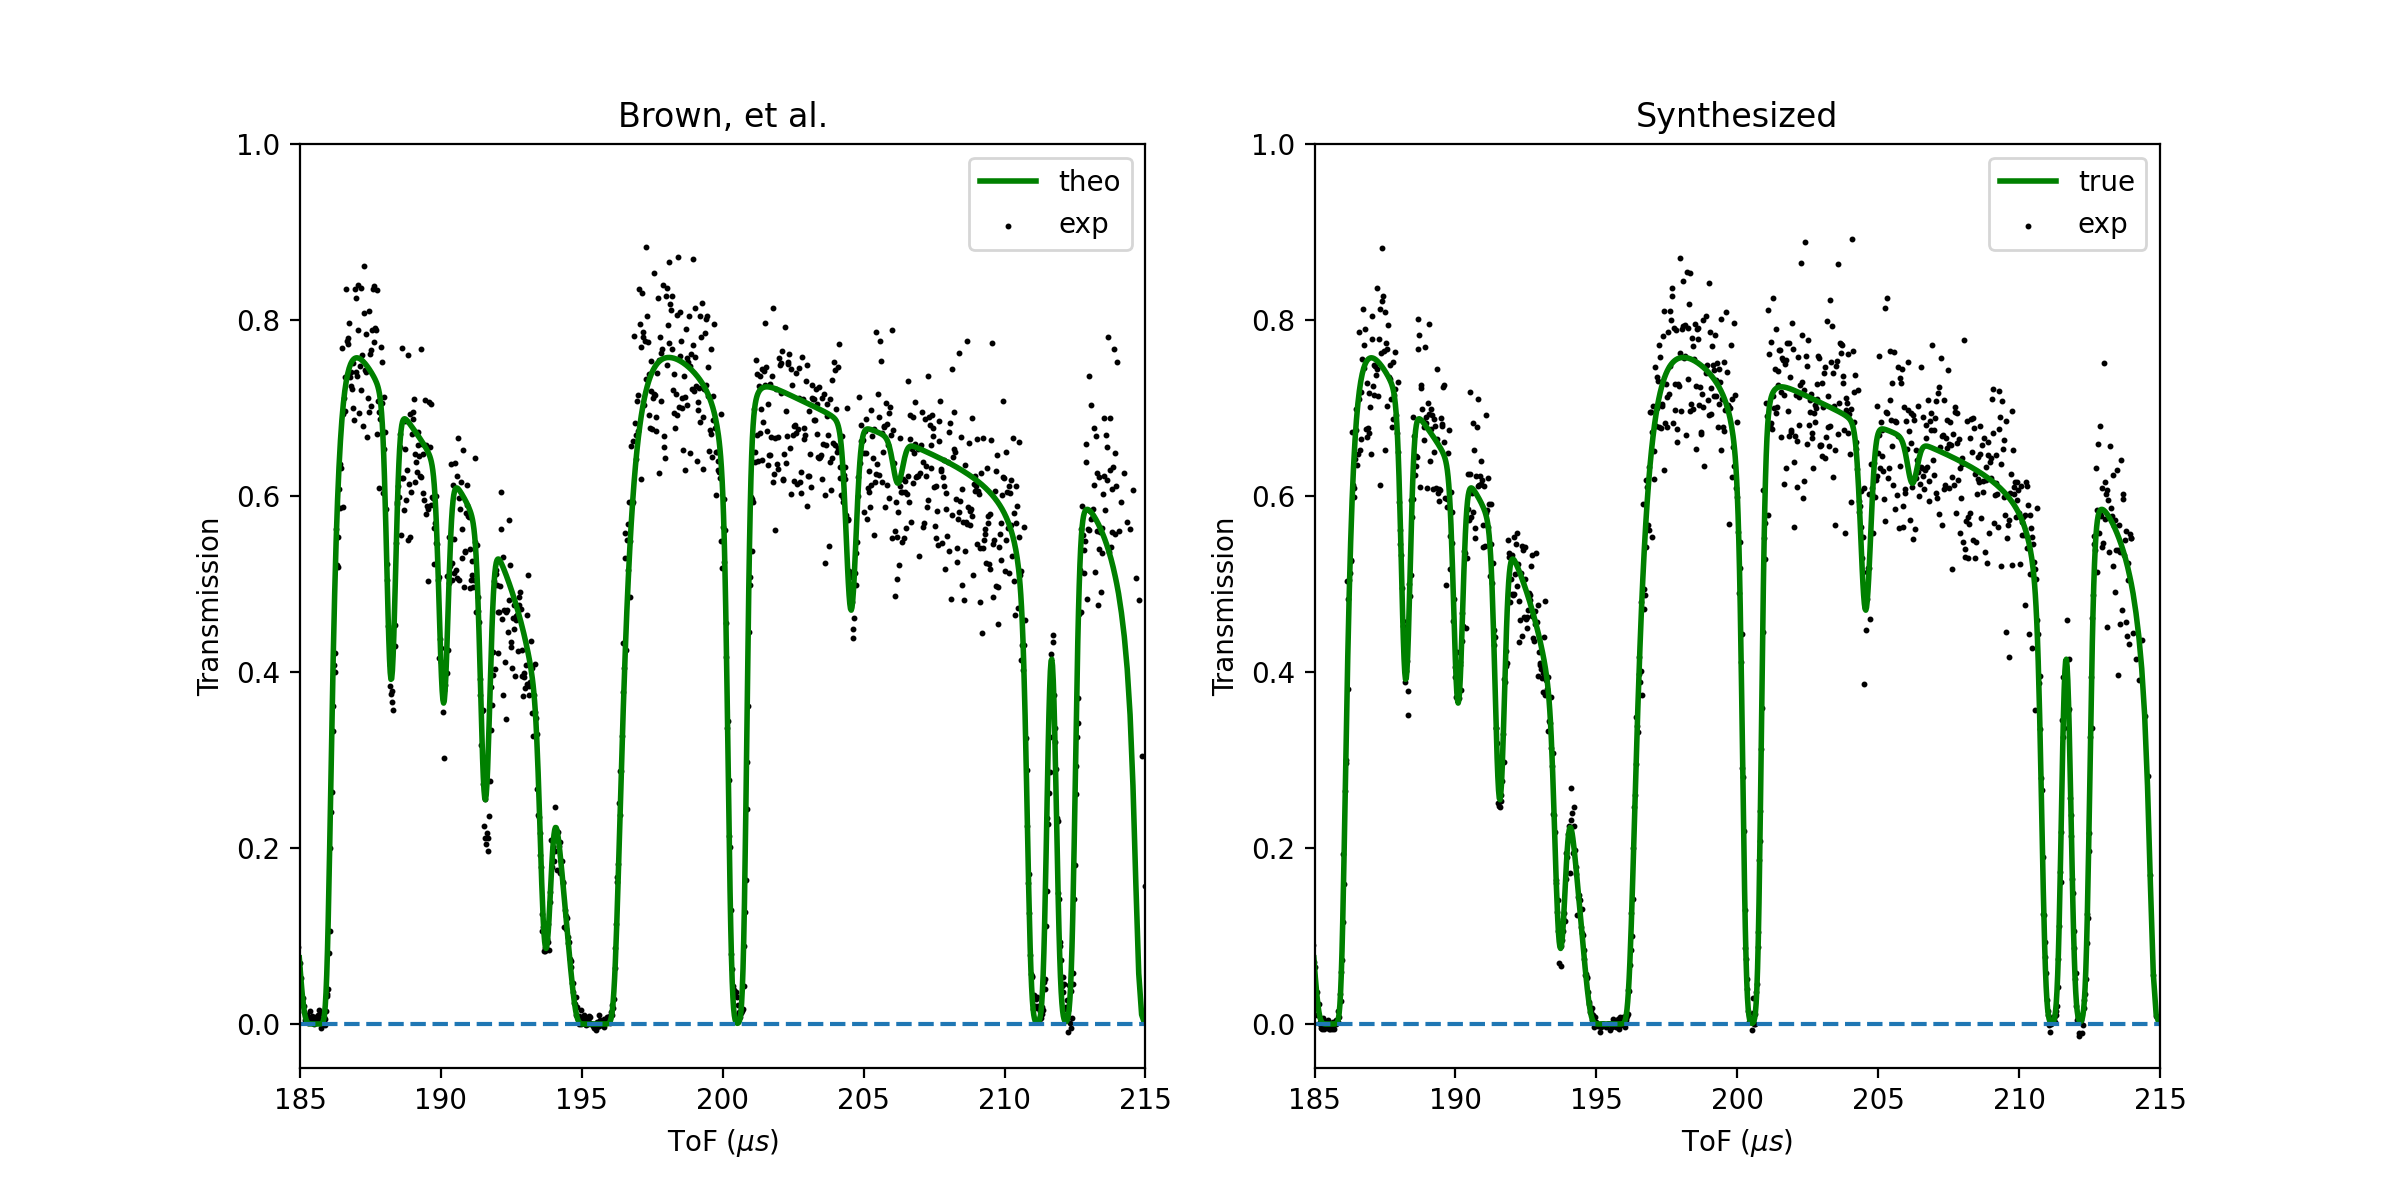 Brown, et al.
1.0
0.8
0.6
0.4
0.2
0.0
Transmission
theo
exp
185 190 195 200 205 210 215
ToF (μs)
Synthesized
1.0
0.8
0.6
0.4
0.2
0.0
Transmission
true
exp
185 190 195 200 205 210 215
ToF (μs)